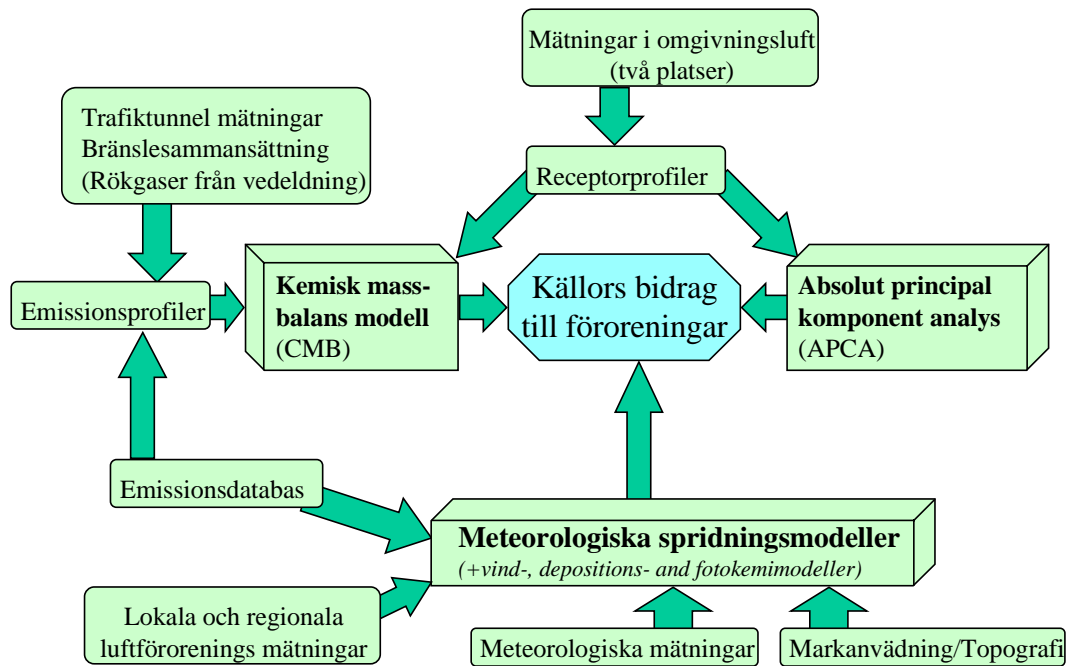 Mätningar i omgivningsluft
(två platser)
Trafiktunnel mätningar
Bränslesammansättning
(Rökgaser från vedeldning)
Receptorprofiler
Emissionsprofiler
Kemisk mass-
balans modell
(CMB)
Källors bidrag
till föroreningar
Absolut principal
komponent analys
(APCA)
Emissionsdatabas
Meteorologiska spridningsmodeller
(+vind-, depositions- and fotokemimodeller)
Lokala och regionala
luftförorenings mätningar
Meteorologiska mätningar
Markanvädning/Topografi